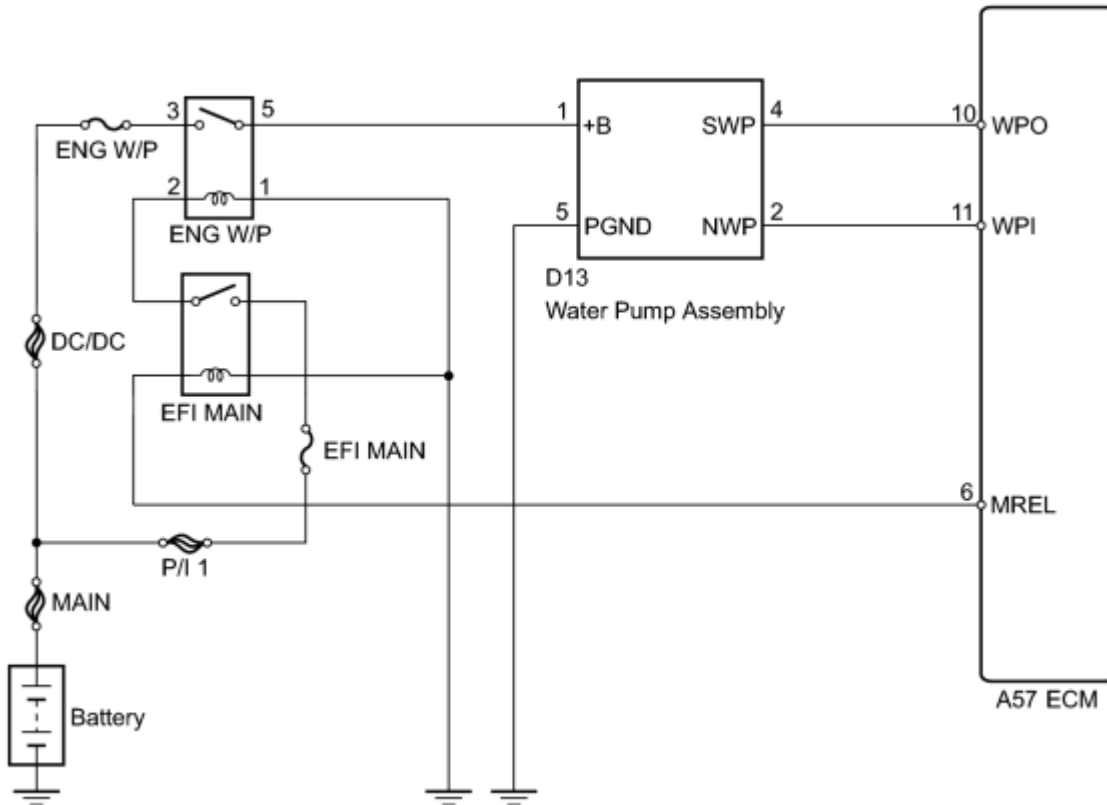 3 5
ENG W/P
2 1
ENG W/P
1 +B SWP 4
5 PGND NWP 2
D13
Water Pump Assembly
10 WPO
11 WPI
DC/DC
EFI MAIN
EFI MAIN
6 MREL
P/I 1
MAIN
Battery
A57 ECM